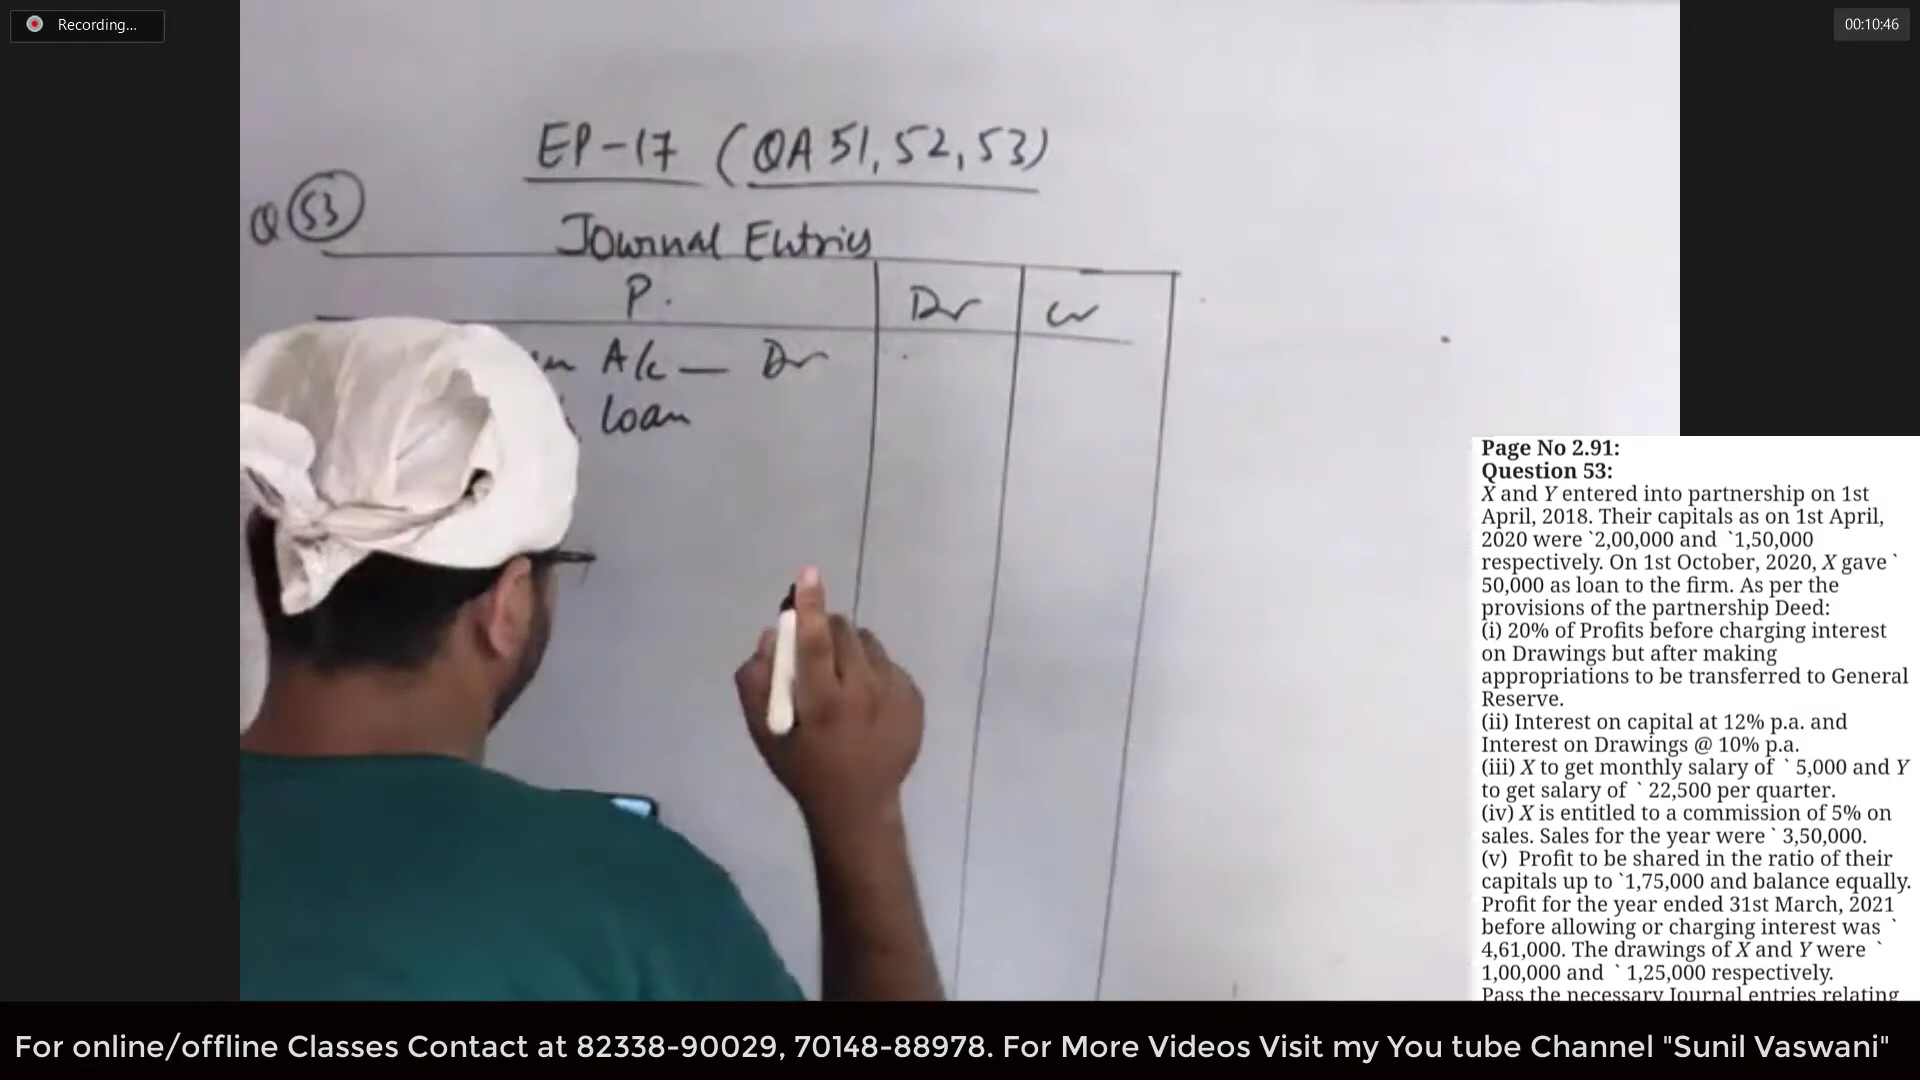 Recording...
00:10:46
EP-17 (QA 51, 52, 53)
Q 53
Journal Entries
P. Dr Cr
A/c — Dr
loan
Page No 2.91:
Question 53:
X and Y entered into partnership on 1st
April, 2018. Their capitals as on 1st April,
2020 were `2,00,000 and `1,50,000
respectively. On 1st October, 2020, X gave `
50,000 as loan to the firm. As per the
provisions of the partnership Deed:
(i) 20% of Profits before charging interest
on Drawings but after making
appropriations to be transferred to General
Reserve.
(ii) Interest on capital at 12% p.a. and
Interest on Drawings @ 10% p.a.
(iii) X to get monthly salary of ` 5,000 and Y
to get salary of ` 22,500 per quarter.
(iv) X is entitled to a commission of 5% on
sales. Sales for the year were ` 3,50,000.
(v) Profit to be shared in the ratio of their
capitals up to `1,75,000 and balance equally.
Profit for the year ended 31st March, 2021
before allowing or charging interest was `
4,61,000. The drawings of X and Y were `
1,00,000 and ` 1,25,000 respectively.
Pass the necessary Journal entries relating
For online/offline Classes Contact at 82338-90029, 70148-88978. For More Videos Visit my You tube Channel "Sunil Vaswani"